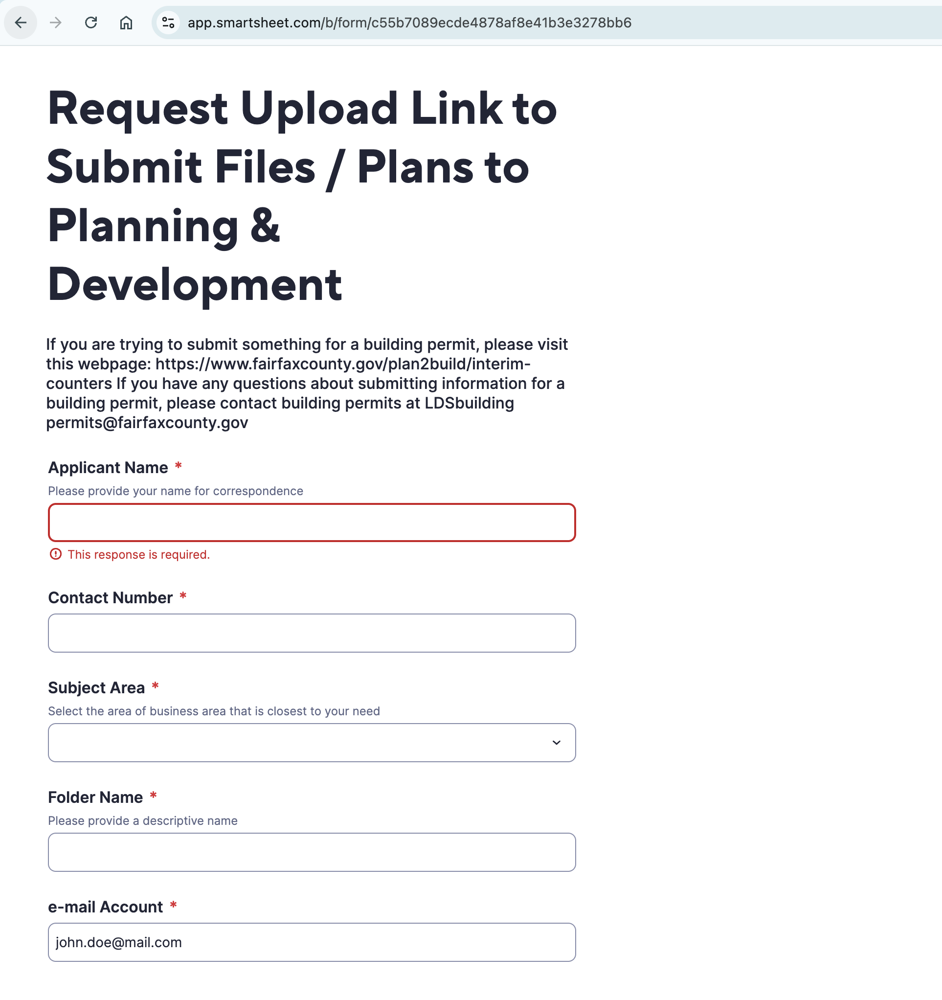 app.smartsheet.com/b/form/c55b7089ecde4878af8e41b3e3278bb6
Request Upload Link to
Submit Files / Plans to
Planning &
Development
If you are trying to submit something for a building permit, please visit
this webpage: https://www.fairfaxcounty.gov/plan2build/interim-
counters If you have any questions about submitting information for a
building permit, please contact building permits at LDSbuilding
permits@fairfaxcounty.gov
Applicant Name *
Please provide your name for correspondence
This response is required.
Contact Number *
Subject Area *
Select the area of business area that is closest to your need
Folder Name *
Please provide a descriptive name
e-mail Account *
john.doe@mail.com